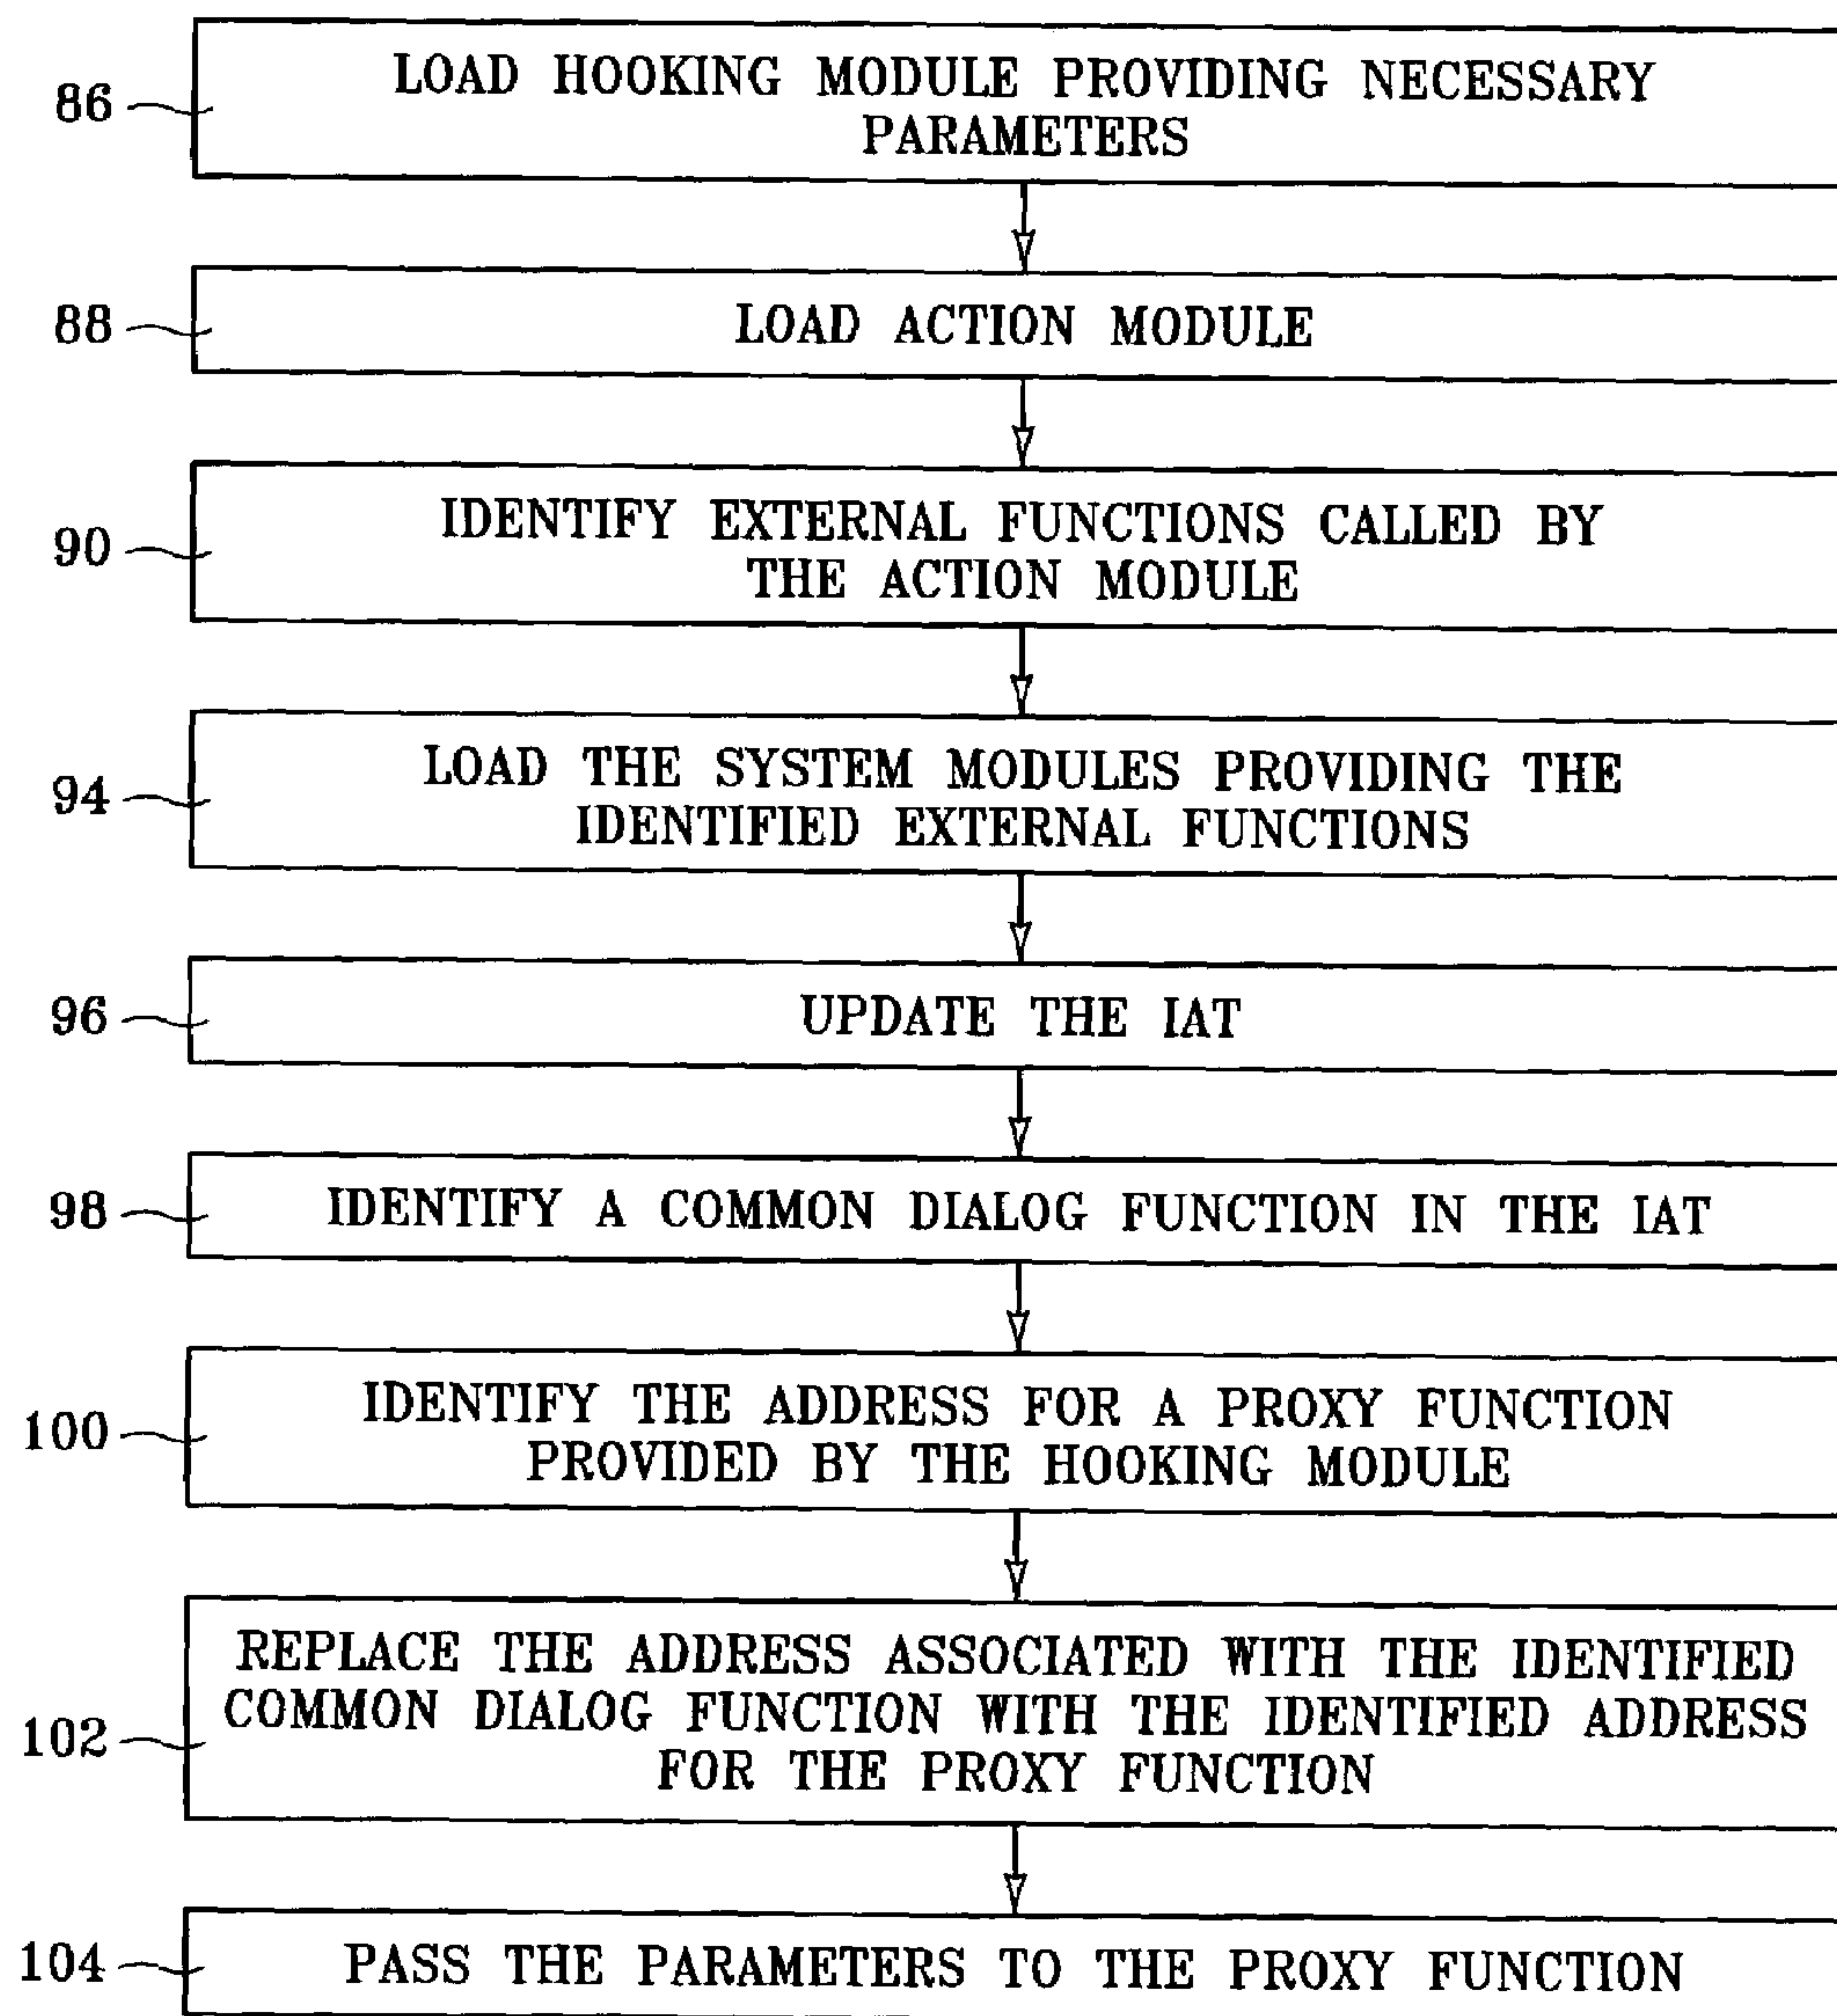 86
LOAD HOOKING MODULE PROVIDING NECESSARY
PARAMETERS
88
LOAD ACTION MODULE
90
IDENTIFY EXTERNAL FUNCTIONS CALLED BY
THE ACTION MODULE
94
LOAD THE SYSTEM MODULES PROVIDING THE
IDENTIFIED EXTERNAL FUNCTIONS
96
UPDATE THE IAT
98
IDENTIFY A COMMON DIALOG FUNCTION IN THE IAT
100
IDENTIFY THE ADDRESS FOR A PROXY FUNCTION
PROVIDED BY THE HOOKING MODULE
102
REPLACE THE ADDRESS ASSOCIATED WITH THE IDENTIFIED
COMMON DIALOG FUNCTION WITH THE IDENTIFIED ADDRESS
FOR THE PROXY FUNCTION
104
PASS THE PARAMETERS TO THE PROXY FUNCTION